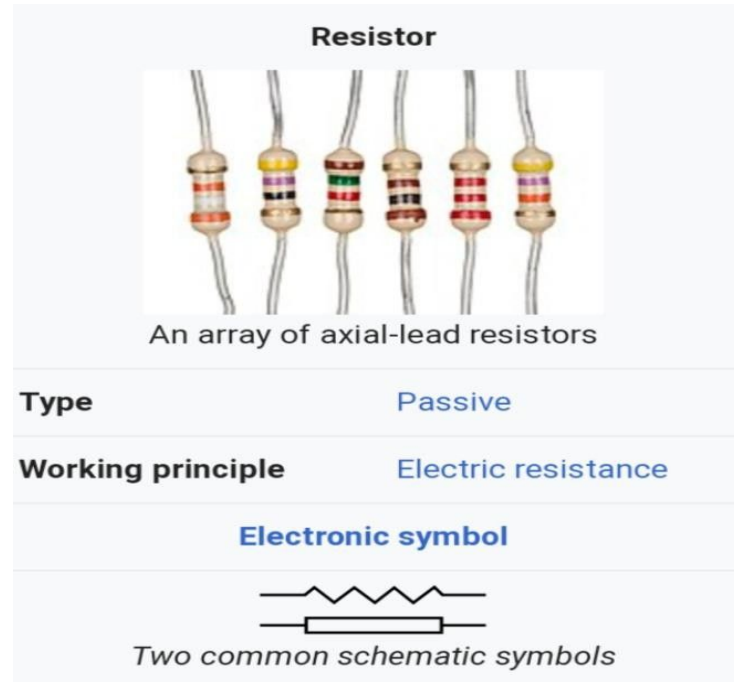 Resistor
An array of axial-lead resistors
Type Passive
Working principle Electric resistance
Electronic symbol
Two common schematic symbols